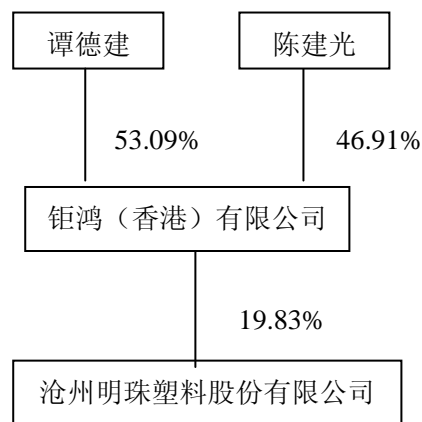 谭德建
陈建光
53.09%
46.91%
钜鸿（香港）有限公司
19.83%
沧州明珠塑料股份有限公司